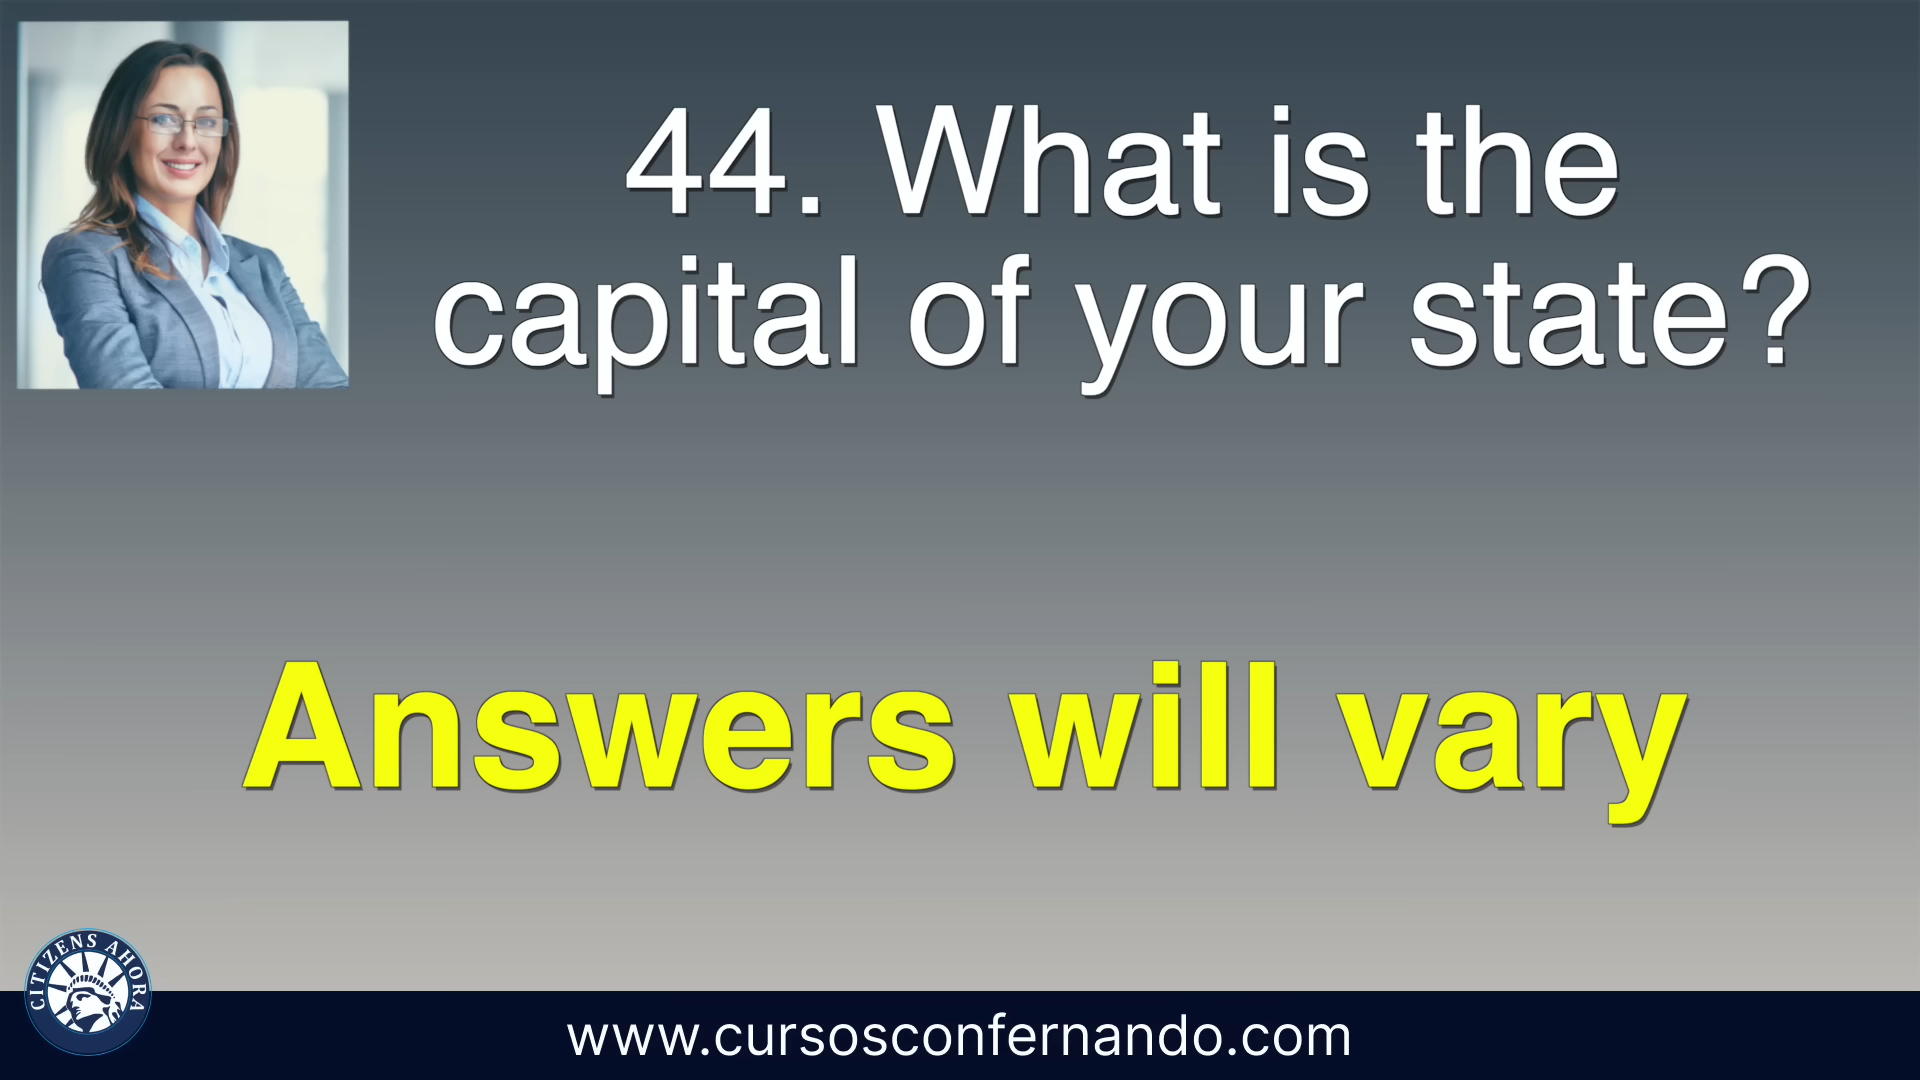 44. What is the
capital of your state?
Answers will vary
CITIZENS AHORA
www.cursosconfernando.com